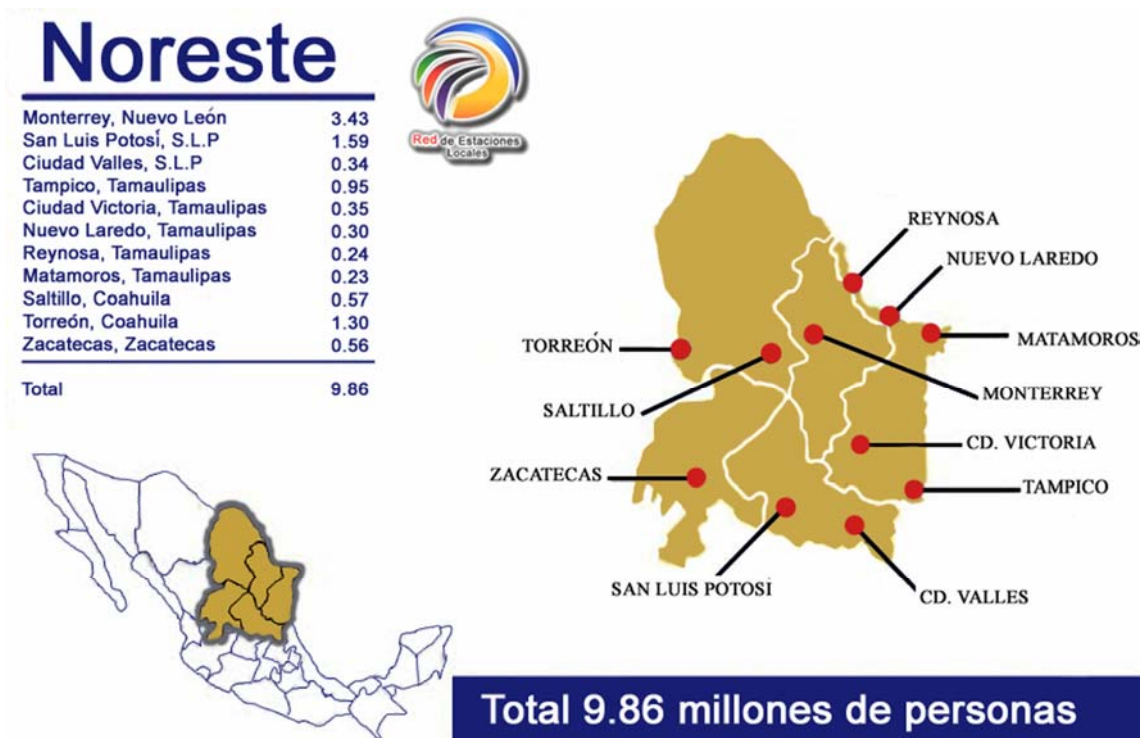 Noreste
Red de Estaciones
Locales
Monterrey, Nuevo León 3.43
San Luis Potosí, S.L.P 1.59
Ciudad Valles, S.L.P 0.34
Tampico, Tamaulipas 0.95
Ciudad Victoria, Tamaulipas 0.35
Nuevo Laredo, Tamaulipas 0.30
Reynosa, Tamaulipas 0.24
Matamoros, Tamaulipas 0.23
Saltillo, Coahuila 0.57
Torreón, Coahuila 1.30
Zacatecas, Zacatecas 0.56
Total 9.86
REYNOSA
NUEVO LAREDO
MATAMOROS
TORREÓN
MONTERREY
SALTILLO
CD. VICTORIA
ZACATECAS
TAMPICO
SAN LUIS POTOSÍ
CD. VALLES
Total 9.86 millones de personas